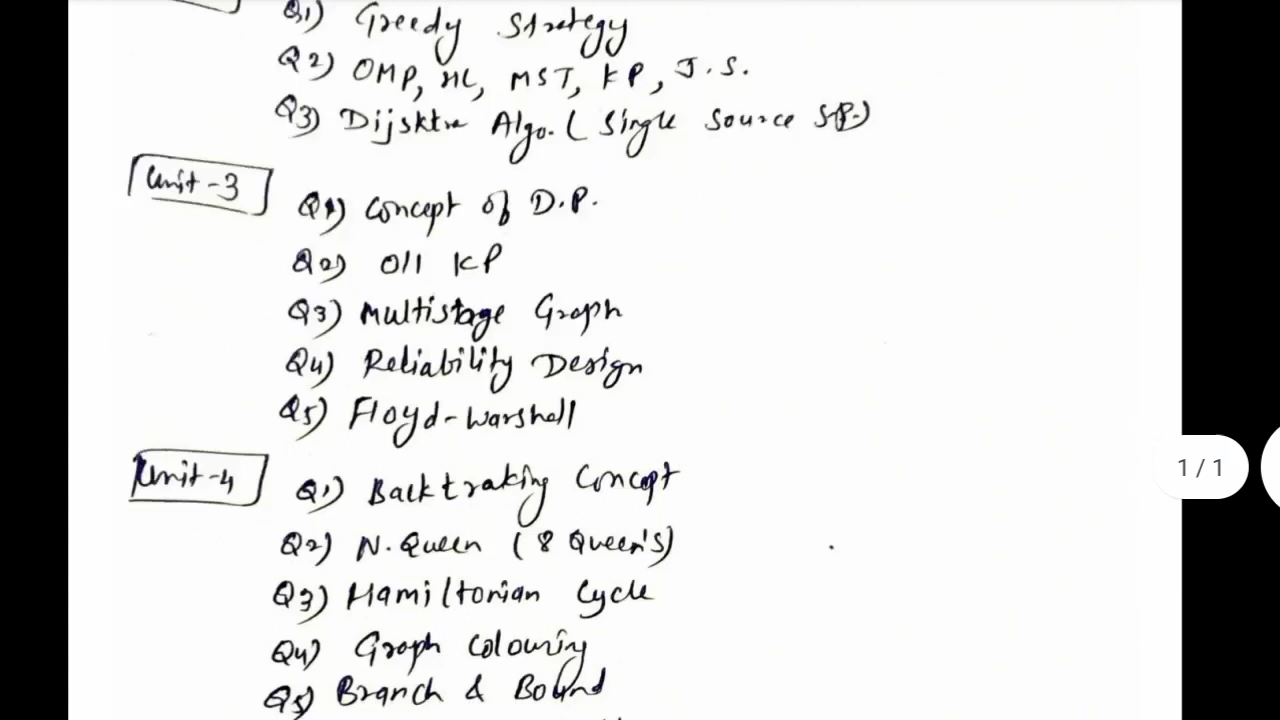 Q1) Greedy Strategy
Q2) OMP, HC, MST, KP, J.S.
Q3) Dijsktra Algo. ( Single Source S.P.)
Unit-3
Q1) Concept of D.P.
Q2) 0/1 KP
Q3) Multistage Graph
Q4) Reliability Design
Q5) Floyd-Warshall
Unit-4
Q1) Backtraking Concept
Q2) N. Queen ( 8 Queen's)
Q3) Hamiltonian Cycle
Q4) Graph Colouring
Q5) Branch & Bound
1 / 1